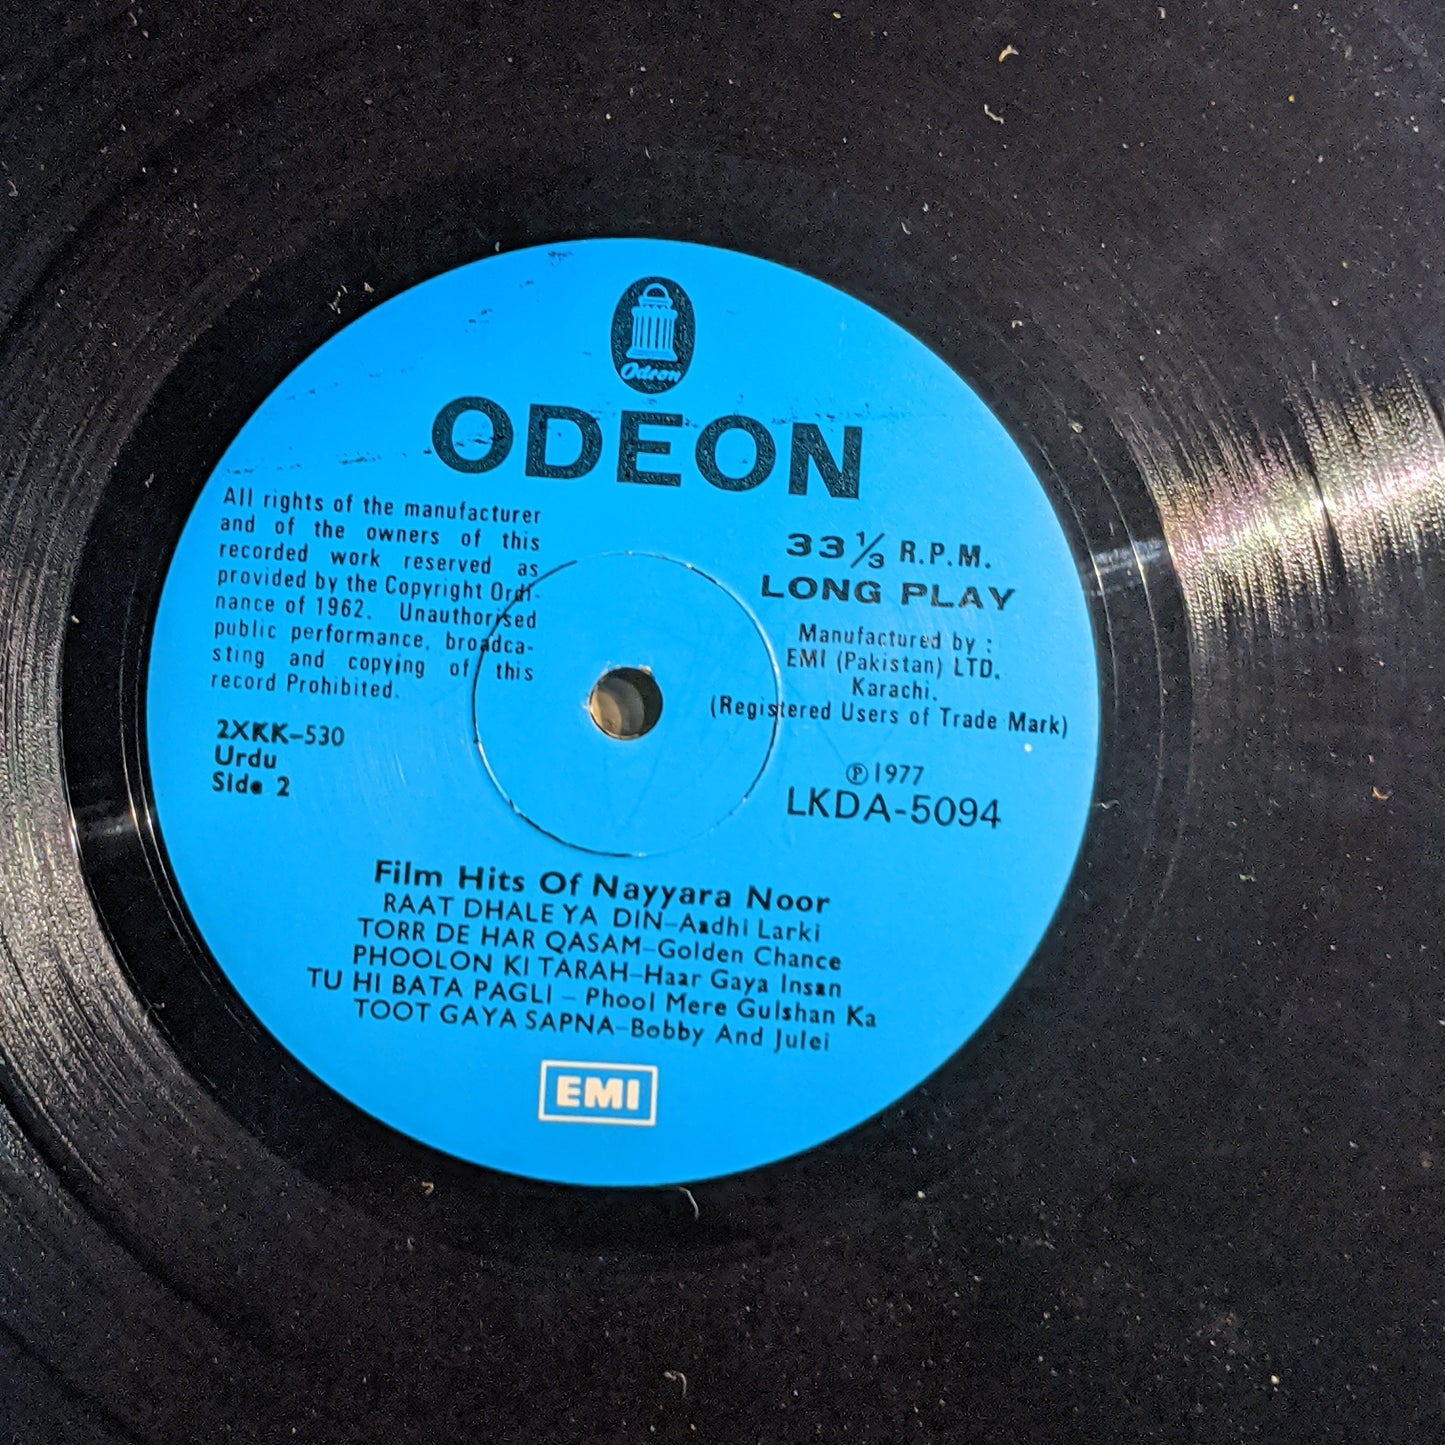 Odeon
ODEON
All rights of the manufacturer
and of the owners of this
recorded work reserved as
provided by the Copyright Ordi-
nance of 1962. Unauthorised
public performance, broadca-
sting and copying of this
record Prohibited.
2XKK-530
Urdu
Side 2
33 1/3 R.P.M.
LONG PLAY
Manufactured by :
EMI (Pakistan) LTD.
Karachi.
(Registered Users of Trade Mark)
℗1977
LKDA-5094
Film Hits Of Nayyara Noor
RAAT DHALE YA DIN-Aadhi Larki
TORR DE HAR QASAM-Golden Chance
PHOOLON KI TARAH-Haar Gaya Insan
TU HI BATA PAGLI - Phool Mere Gulshan Ka
TOOT GAYA SAPNA-Bobby And Julei
EMI